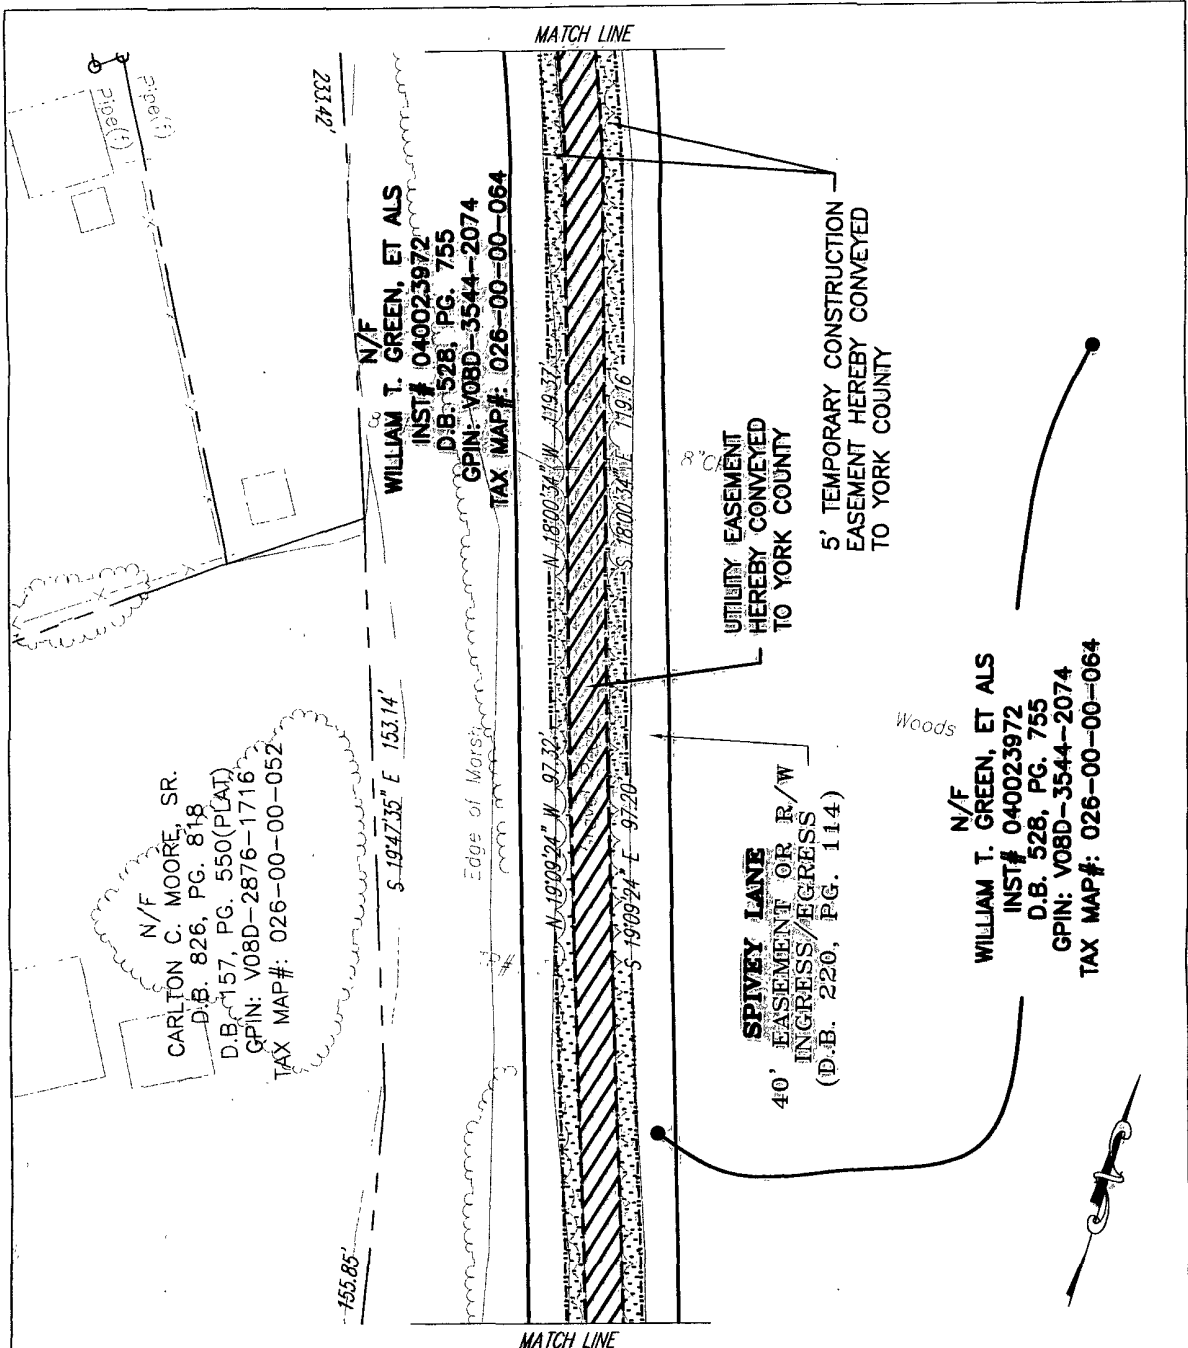 MATCH LINE
Pipe(f)
Pipe(f)
233.42'
N/F
WILLIAM T. GREEN, ET ALS
INST# 040023972
D.B. 528, PG. 755
GPIN: V08D-3544-2074
TAX MAP#: 026-00-00-064
N 18°00'34" W 119.37'
S 18°00'34" E 119.16'
5' TEMPORARY CONSTRUCTION
EASEMENT HEREBY CONVEYED
TO YORK COUNTY
UTILITY EASEMENT
HEREBY CONVEYED
TO YORK COUNTY
N/F
CARLTON C. MOORE, SR.
D.B. 826, PG. 818
D.B. 157, PG. 550(PLAT)
GPIN: V08D-2876-1716
TAX MAP#: 026-00-00-052
S 19°47'35" E 153.14'
Edge of Marsh
N 19°09'24" W 97.32'
S 19°09'24" E 97.20'
Woods
SPIVEY LANE
40' EASEMENT OR R/W
INGRESS/EGRESS
(D.B. 220, PG. 114)
N/F
WILLIAM T. GREEN, ET ALS
INST# 040023972
D.B. 528, PG. 755
GPIN: V08D-3544-2074
TAX MAP#: 026-00-00-064
155.85'
MATCH LINE